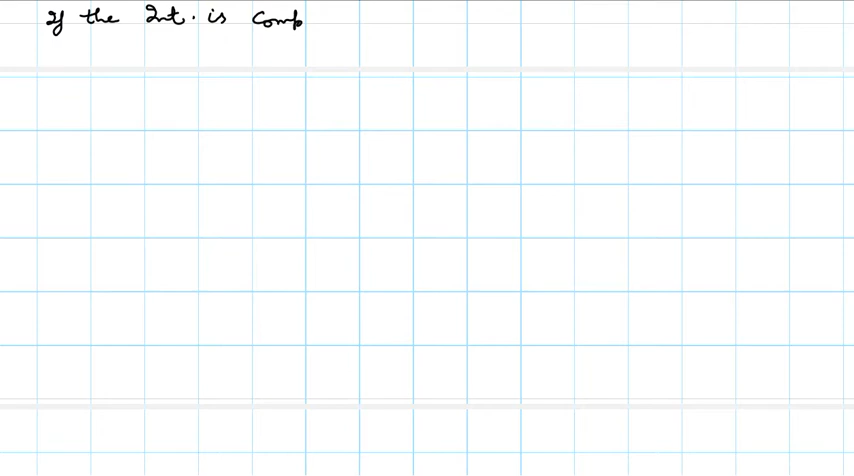 If the Int. is Comp